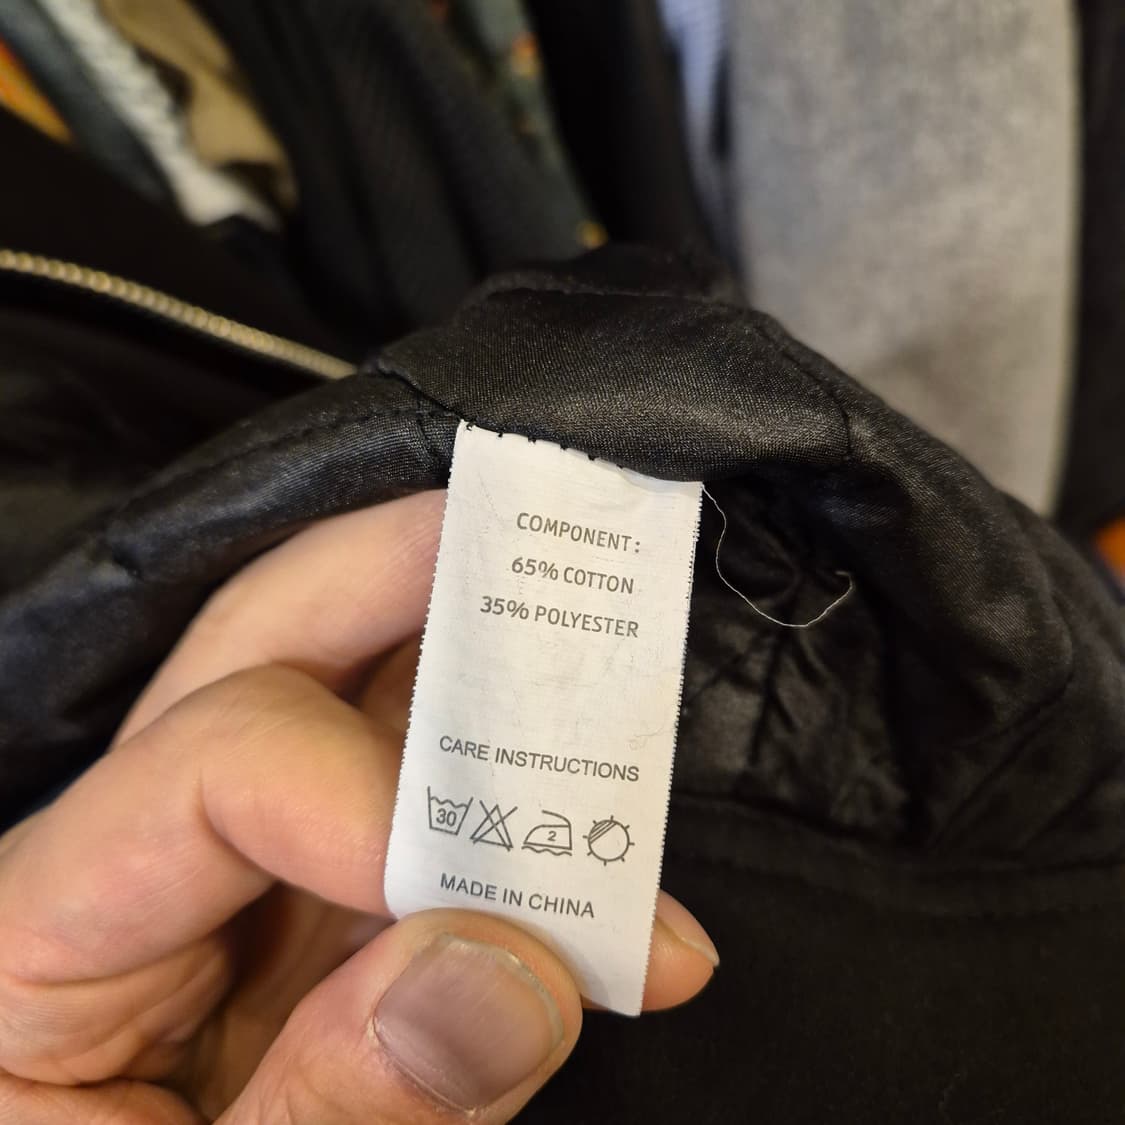 COMPONENT:
65% COTTON
35% POLYESTER
CARE INSTRUCTIONS
30 2
MADE IN CHINA